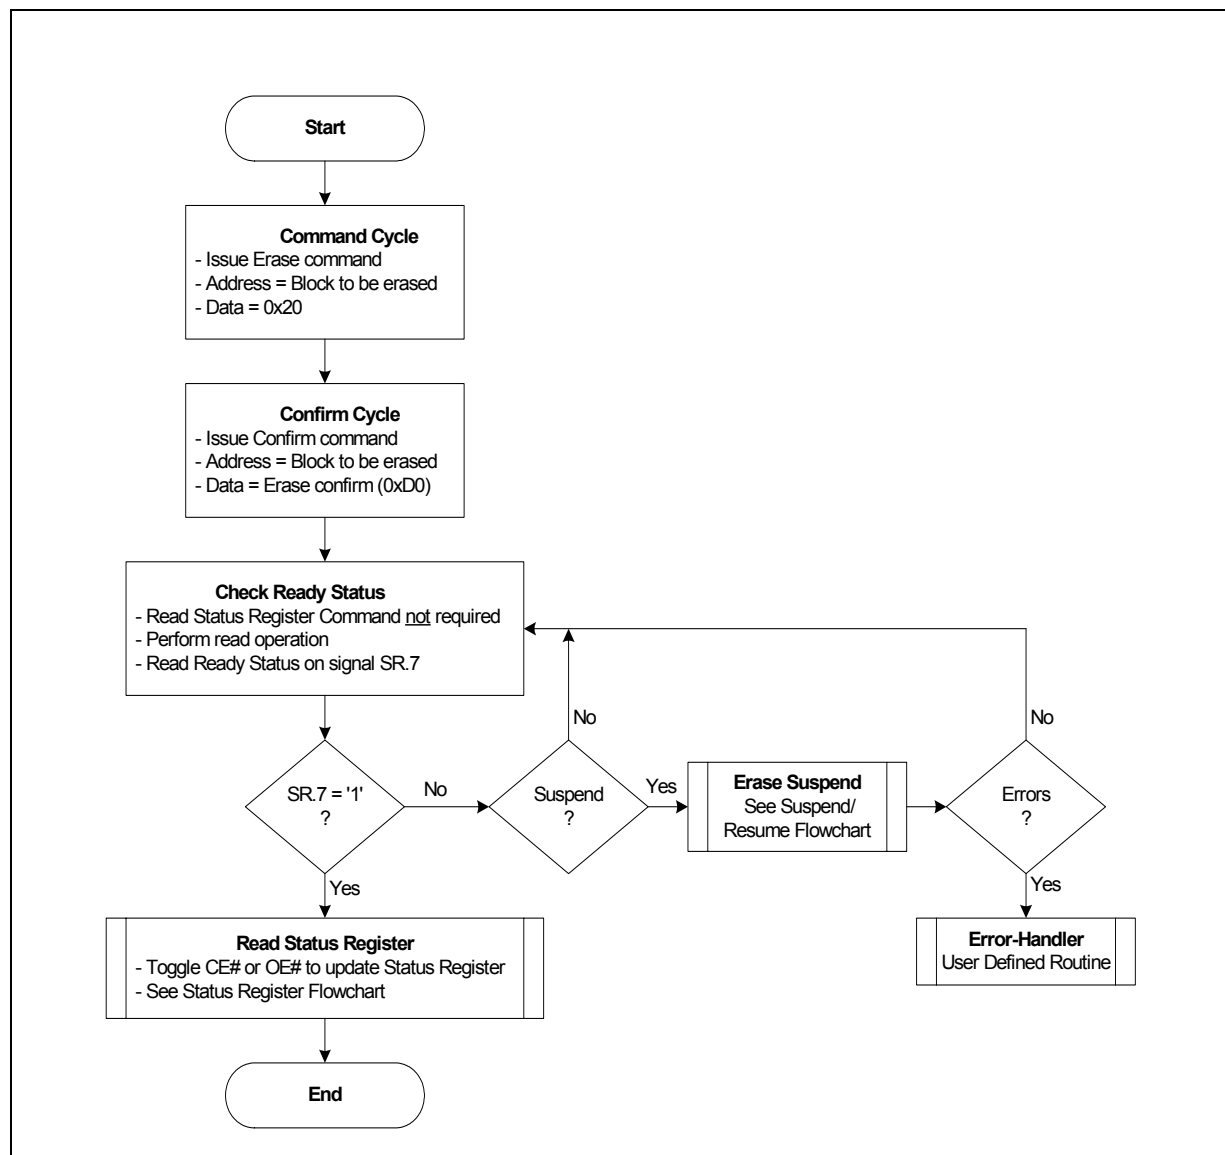 Start
Command Cycle
- Issue Erase command
- Address = Block to be erased
- Data = 0x20
Confirm Cycle
- Issue Confirm command
- Address = Block to be erased
- Data = Erase confirm (0xD0)
Check Ready Status
- Read Status Register Command not required
- Perform read operation
- Read Ready Status on signal SR.7
No
No
SR.7 = '1'
?
No
Suspend
?
Yes
Erase Suspend
See Suspend/
Resume Flowchart
Errors
?
Yes
Yes
Read Status Register
- Toggle CE# or OE# to update Status Register
- See Status Register Flowchart
Error-Handler
User Defined Routine
End